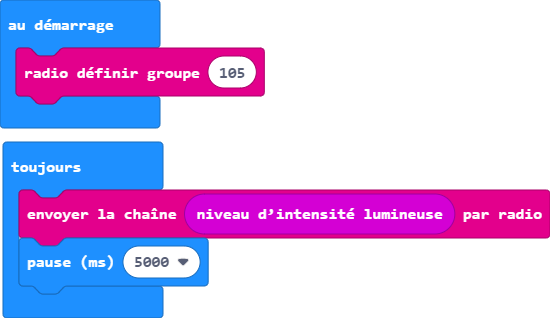 au démarrage
radio définir groupe 105
toujours
envoyer la chaîne niveau d’intensité lumineuse par radio
pause (ms) 5000